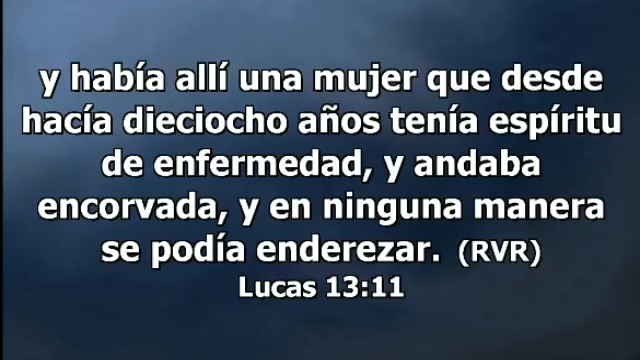 y había allí una mujer que desde
hacía dieciocho años tenía espíritu
de enfermedad, y andaba
encorvada, y en ninguna manera
se podía enderezar. (RVR)
Lucas 13:11